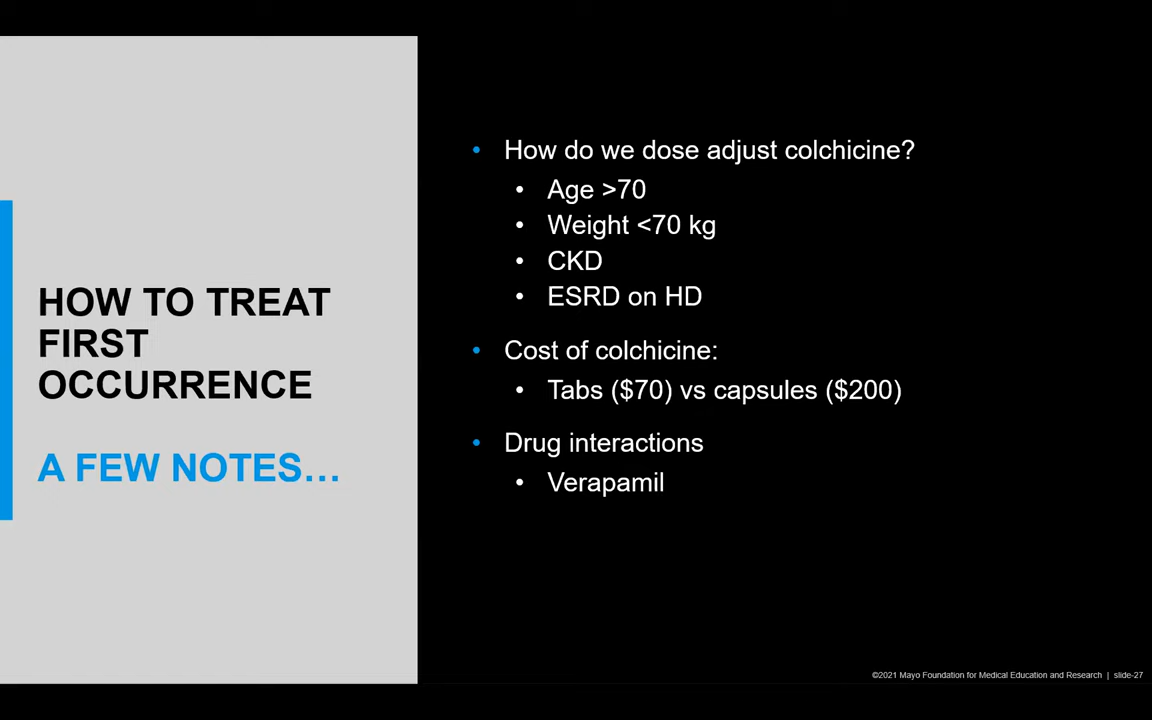 HOW TO TREAT
FIRST
OCCURRENCE
A FEW NOTES…
• How do we dose adjust colchicine?
• Age >70
• Weight <70 kg
• CKD
• ESRD on HD
• Cost of colchicine:
• Tabs ($70) vs capsules ($200)
• Drug interactions
• Verapamil
©2021 Mayo Foundation for Medical Education and Research | slide-27